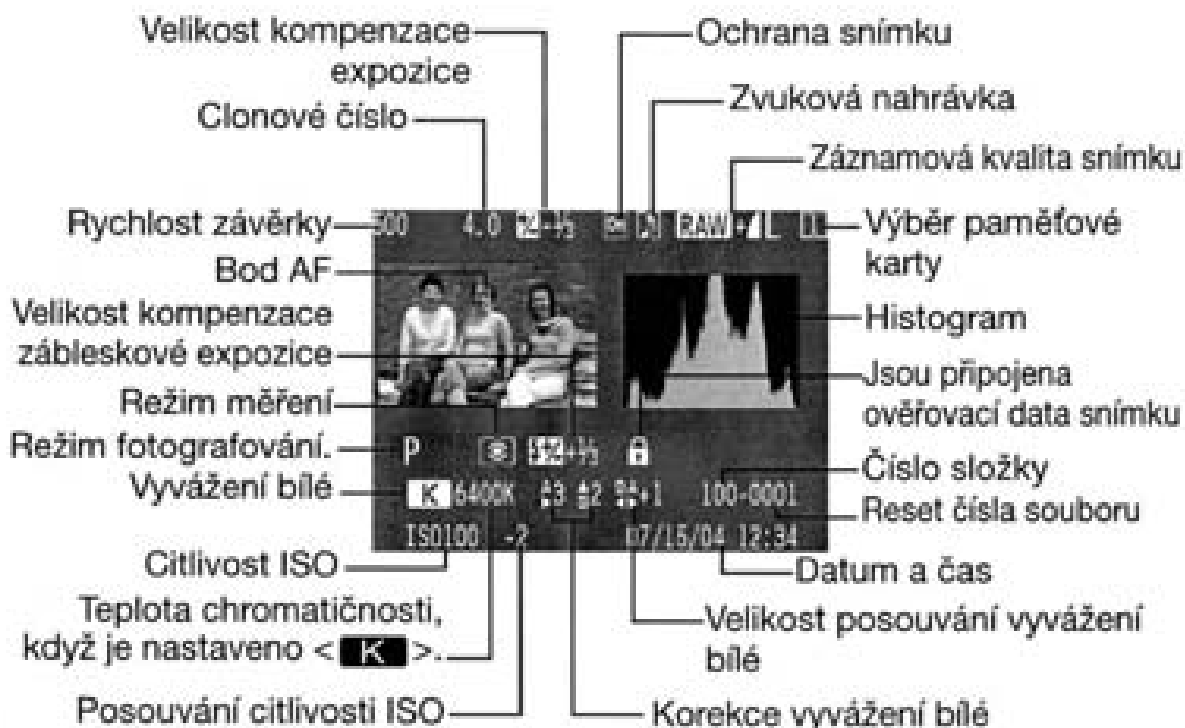 Velikost kompenzace
expozice
Clonové číslo
Rychlost závěrky
Bod AF
Velikost kompenzace
zábleskové expozice
Režim měření
Režim fotografování.
Vyvážení bílé
Citlivost ISO
Teplota chromatičnosti,
když je nastaveno < K >.
Posouvání citlivosti ISO
Ochrana snímku
Zvuková nahrávka
Záznamová kvalita snímku
Výběr paměťové
karty
Histogram
Jsou připojena
ověřovací data snímku
Číslo složky
Reset čísla souboru
Datum a čas
Velikost posouvání vyvážení
bílé
Korekce vyvážení bílé
500 4.0 RAW+ L
P
K 6400K A3 2 +1 100-0001
ISO100 -2 07/15/04 12:34